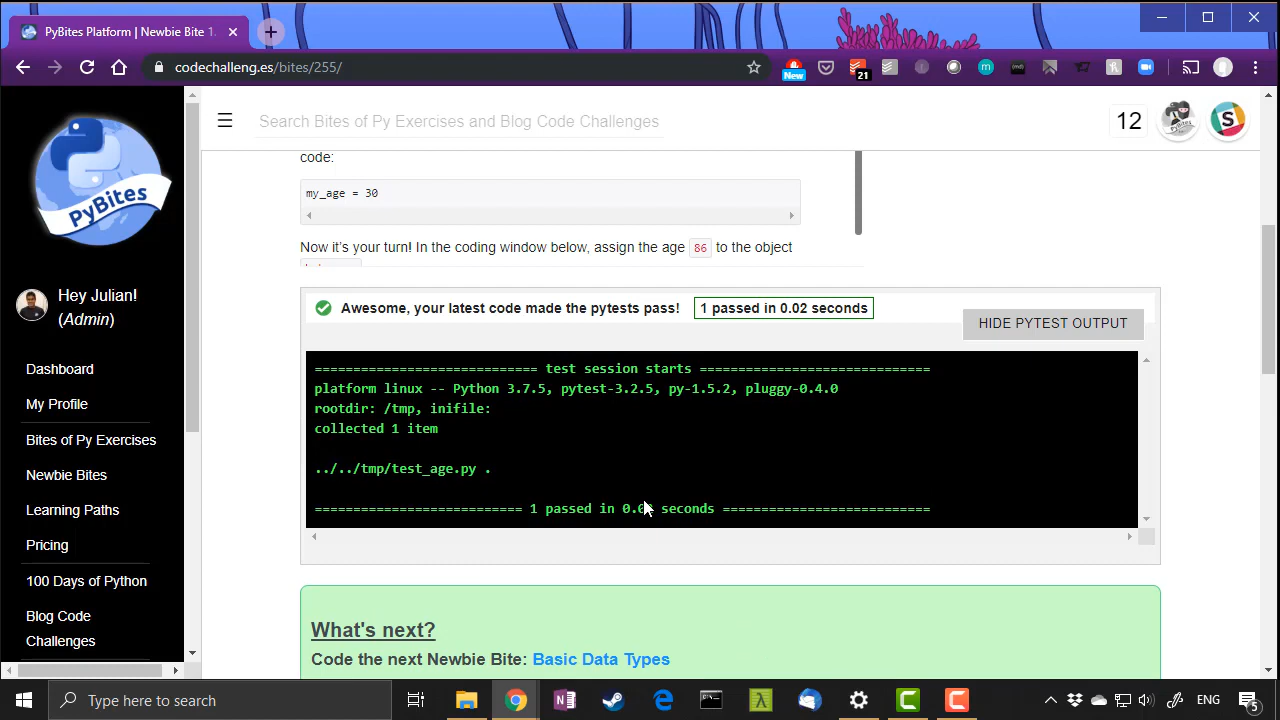 PyBites Platform | Newbie Bite 1
codechalleng.es/bites/255/
New
21
Search Bites of Py Exercises and Blog Code Challenges
12
PyBites
S
code:
my_age = 30
Now it's your turn! In the coding window below, assign the age 86 to the object
Hey Julian!
(Admin)
Dashboard
My Profile
Bites of Py Exercises
Newbie Bites
Learning Paths
Pricing
100 Days of Python
Blog Code
Challenges
Awesome, your latest code made the pytests pass! 1 passed in 0.02 seconds
HIDE PYTEST OUTPUT
============================= test session starts ==============================
platform linux -- Python 3.7.5, pytest-3.2.5, py-1.5.2, pluggy-0.4.0
rootdir: /tmp, inifile:
collected 1 item
../../tmp/test_age.py .
=========================== 1 passed in seconds ===========================
What's next?
Code the next Newbie Bite: Basic Data Types
Type here to search
ENG
5